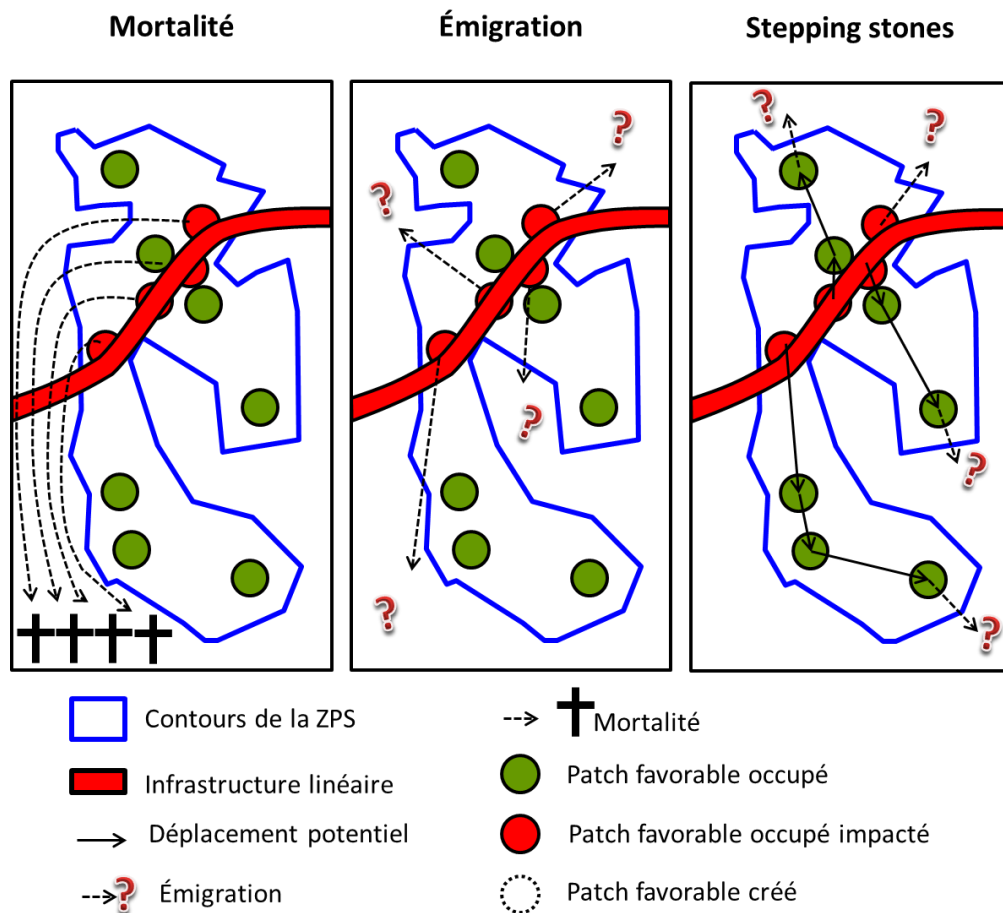 Mortalité
Émigration
Stepping stones
?
?
?
?
?
?
?
?
Contours de la ZPS
Mortalité
Infrastructure linéaire
Patch favorable occupé
Déplacement potentiel
Patch favorable occupé impacté
? Émigration
Patch favorable créé